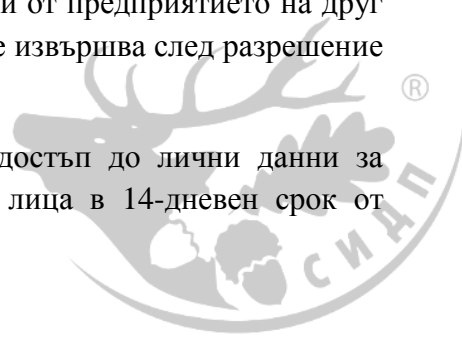 и от предприятието на друг
е извършва след разрешение
®
достъп до лични данни за
лица в 14-дневен срок от
СИДП